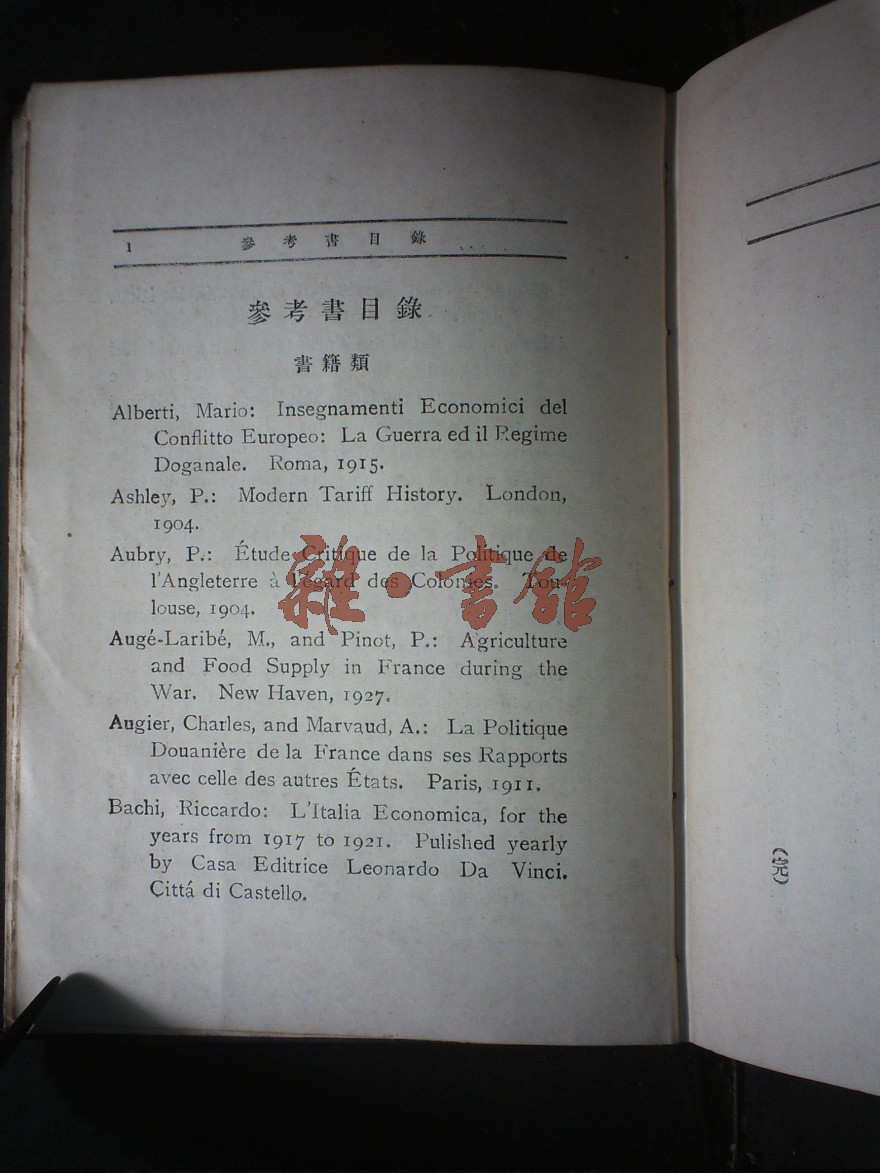 1 參考書目錄
參考書目錄
書籍類
Alberti, Mario: Insegnamenti Economici del
Conflitto Europeo: La Guerra ed il Regime
Doganale. Roma, 1915.
Ashley, P.: Modern Tariff History. London,
1904.
Aubry, P.: Étude Critique de la Politique de
l'Angleterre à l'égard des Colonies. Tou-
louse, 1904.
Augé-Laribé, M., and Pinot, P.: Agriculture
and Food Supply in France during the
War. New Haven, 1927.
Augier, Charles, and Marvaud, A.: La Politique
Douanière de la France dans ses Rapports
avec celle des autres États. Paris, 1911.
Bachi, Riccardo: L'Italia Economica, for the
years from 1917 to 1921. Pulished yearly
by Casa Editrice Leonardo Da Vinci.
Cittá di Castello.
雜·書館
(完)